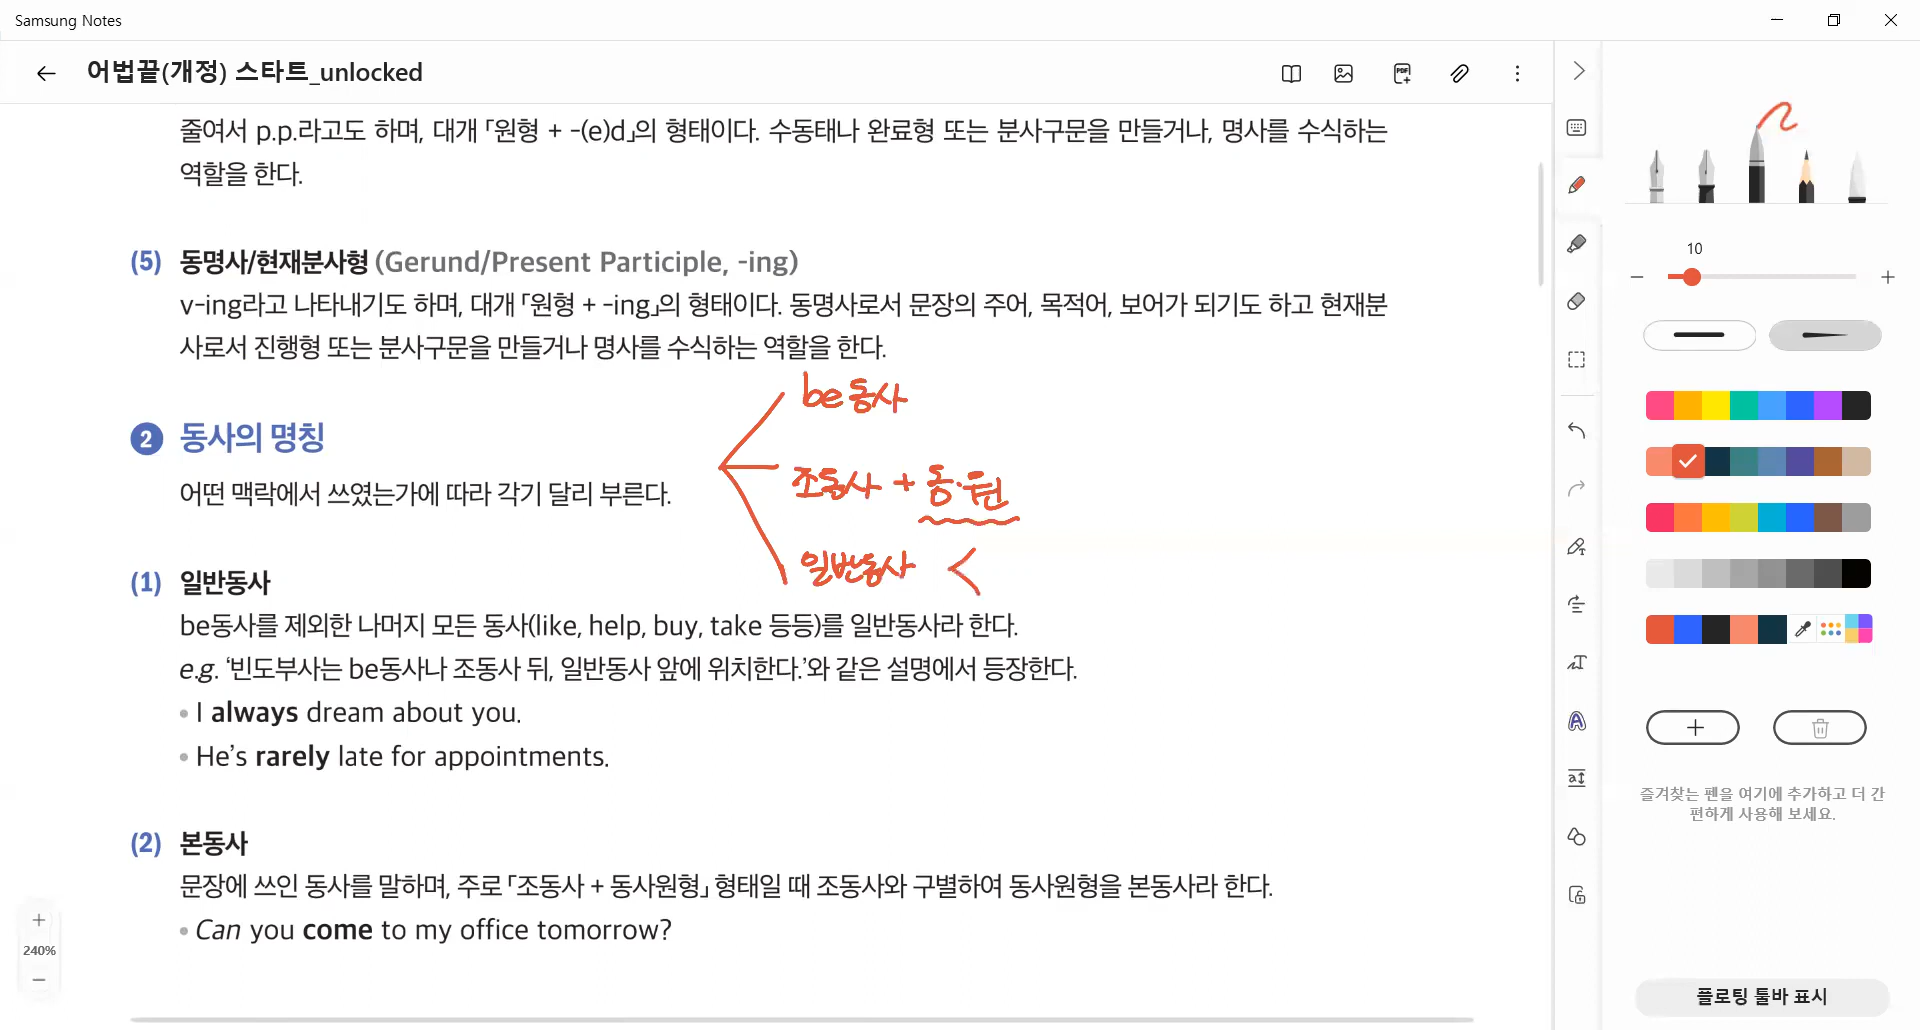 Samsung Notes
어법끝(개정) 스타트_unlocked
줄여서 p.p.라고도 하며, 대개 「원형 + -(e)d」의 형태이다. 수동태나 완료형 또는 분사구문을 만들거나, 명사를 수식하는
역할을 한다.
(5) 동명사/현재분사형 (Gerund/Present Participle, -ing)
v-ing라고 나타내기도 하며, 대개 「원형 + -ing」의 형태이다. 동명사로서 문장의 주어, 목적어, 보어가 되기도 하고 현재분
사로서 진행형 또는 분사구문을 만들거나 명사를 수식하는 역할을 한다.
be동사
2 동사의 명칭
조동사 + 동.원
어떤 맥락에서 쓰였는가에 따라 각기 달리 부른다.
일반동사
(1) 일반동사
be동사를 제외한 나머지 모든 동사(like, help, buy, take 등등)를 일반동사라 한다.
e.g. ‘빈도부사는 be동사나 조동사 뒤, 일반동사 앞에 위치한다.’와 같은 설명에서 등장한다.
• I always dream about you.
• He’s rarely late for appointments.
(2) 본동사
문장에 쓰인 동사를 말하며, 주로 「조동사 + 동사원형」 형태일 때 조동사와 구별하여 동사원형을 본동사라 한다.
• Can you come to my office tomorrow?
240%
PDF
10
즐겨찾는 펜을 여기에 추가하고 더 간
편하게 사용해 보세요.
플로팅 툴바 표시